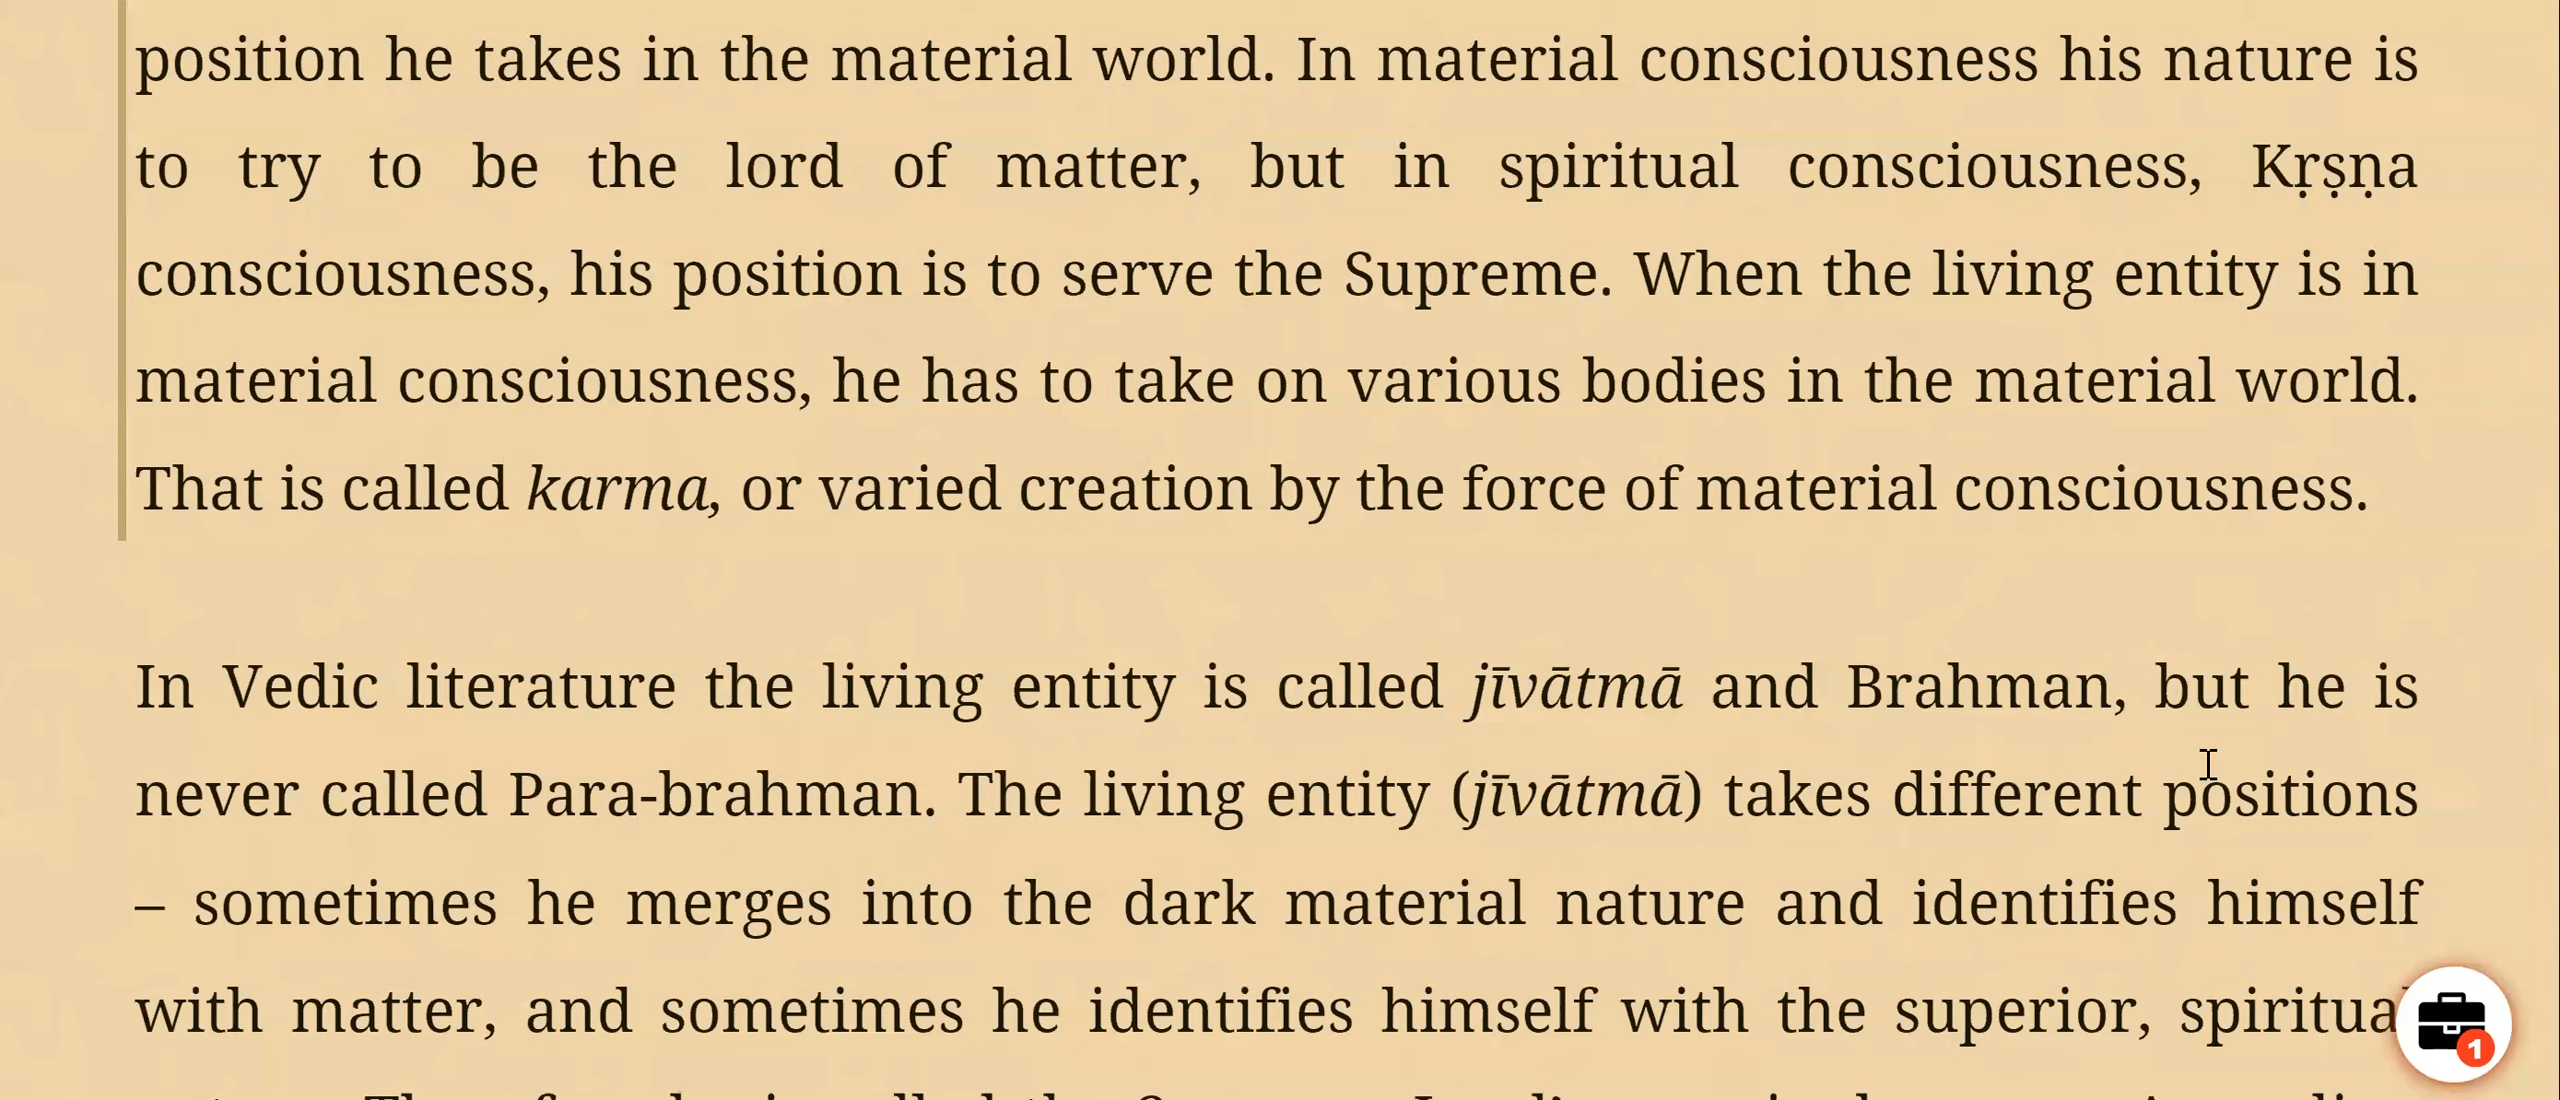 position he takes in the material world. In material consciousness his nature is
to try to be the lord of matter, but in spiritual consciousness, Kṛṣṇa
consciousness, his position is to serve the Supreme. When the living entity is in
material consciousness, he has to take on various bodies in the material world.
That is called karma, or varied creation by the force of material consciousness.
In Vedic literature the living entity is called jīvātmā and Brahman, but he is
never called Para-brahman. The living entity (jīvātmā) takes different positions
– sometimes he merges into the dark material nature and identifies himself
with matter, and sometimes he identifies himself with the superior, spiritual
1